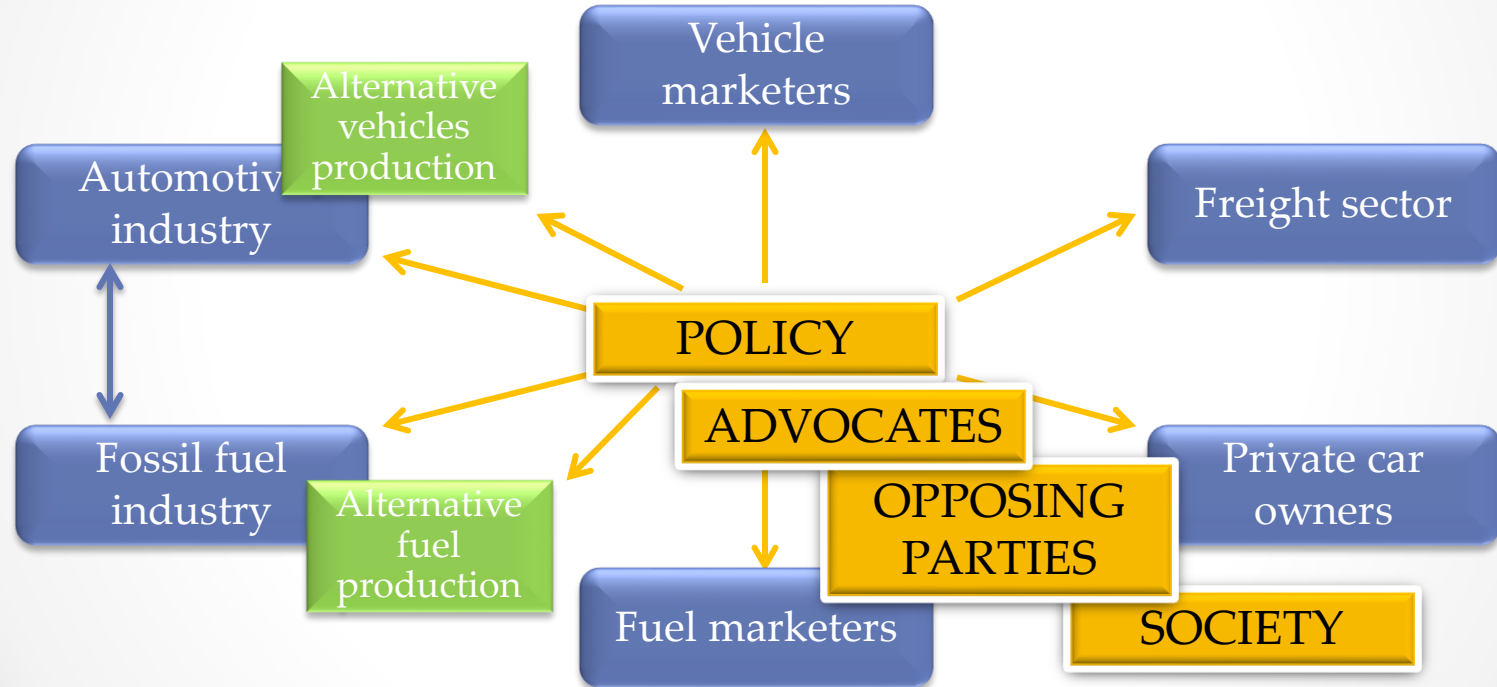 Vehicle
marketers
Alternative
vehicles
production
Automotiv
industry
Freight sector
POLICY
ADVOCATES
OPPOSING
PARTIES
SOCIETY
Fossil fuel
industry
Alternative
fuel
production
Private car
owners
Fuel marketers